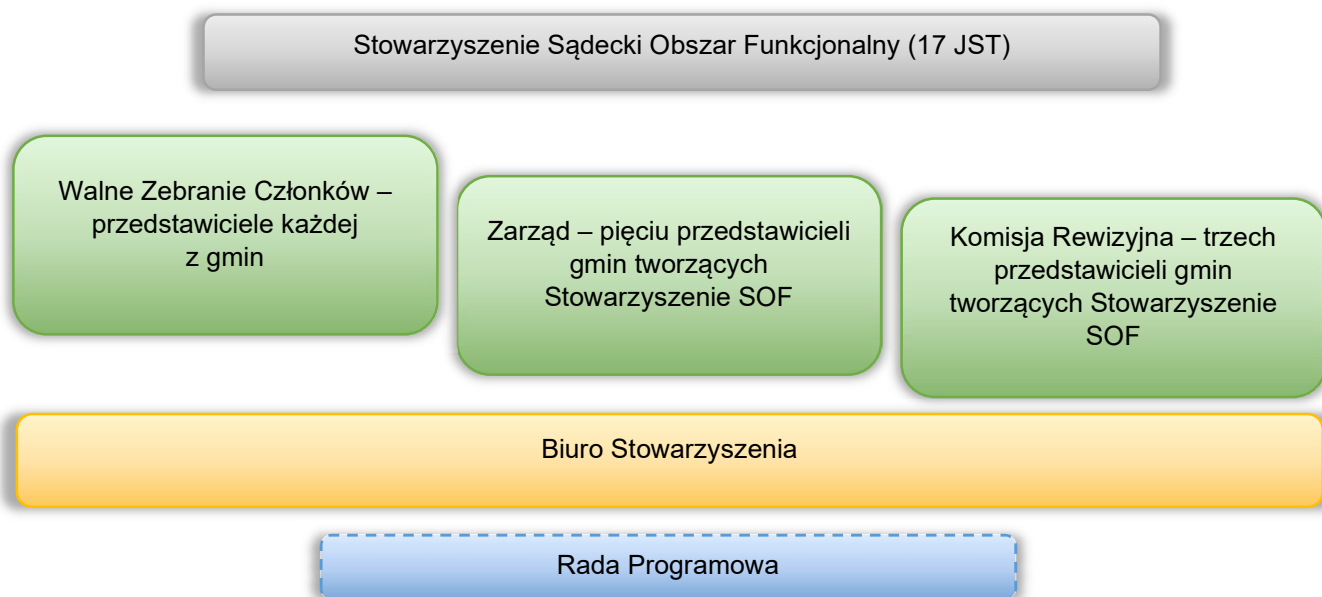 Stowarzyszenie Sądecki Obszar Funkcjonalny (17 JST)
Walne Zebranie Członków –
przedstawiciele każdej
z gmin
Zarząd – pięciu przedstawicieli
gmin tworzących
Stowarzyszenie SOF
Komisja Rewizyjna – trzech
przedstawicieli gmin
tworzących Stowarzyszenie
SOF
Biuro Stowarzyszenia
Rada Programowa